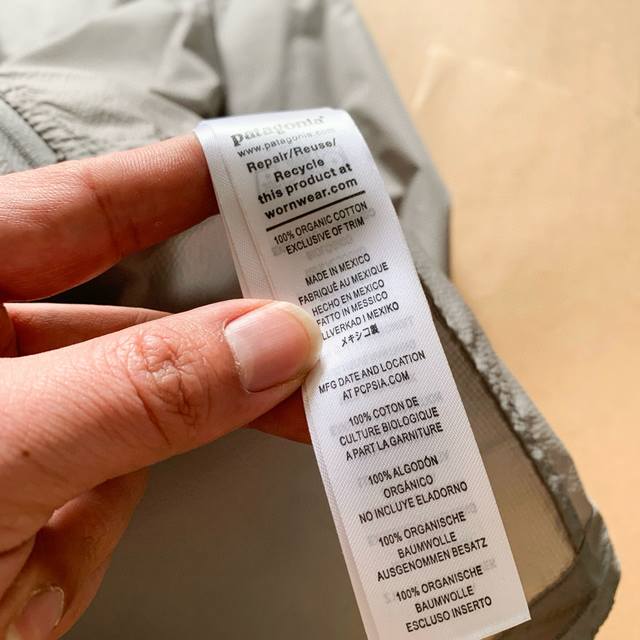 patagonia®
www.patagonia.com
Repair/Reuse/
Recycle
this product at
wornwear.com
100% ORGANIC COTTON
EXCLUSIVE OF TRIM
MADE IN MEXICO
FABRIQUÉ AU MEXIQUE
HECHO EN MEXICO
FATTO IN MESSICO
I MEXIKO
メキシコ製
MFG DATE AND LOCATION
AT PCPSIA.COM
100% COTON DE
CULTURE BIOLOGIQUE
A PART LA GARNITURE
100% ALGODÓN
ORGÁNICO
NO INCLUYE ELADORNO
100% ORGANISCHE
BAUMWOLLE
AUSGENOMMEN BESATZ
100% ORGANISCHE
BAUMWOLLE
ESCLUSO INSERTO